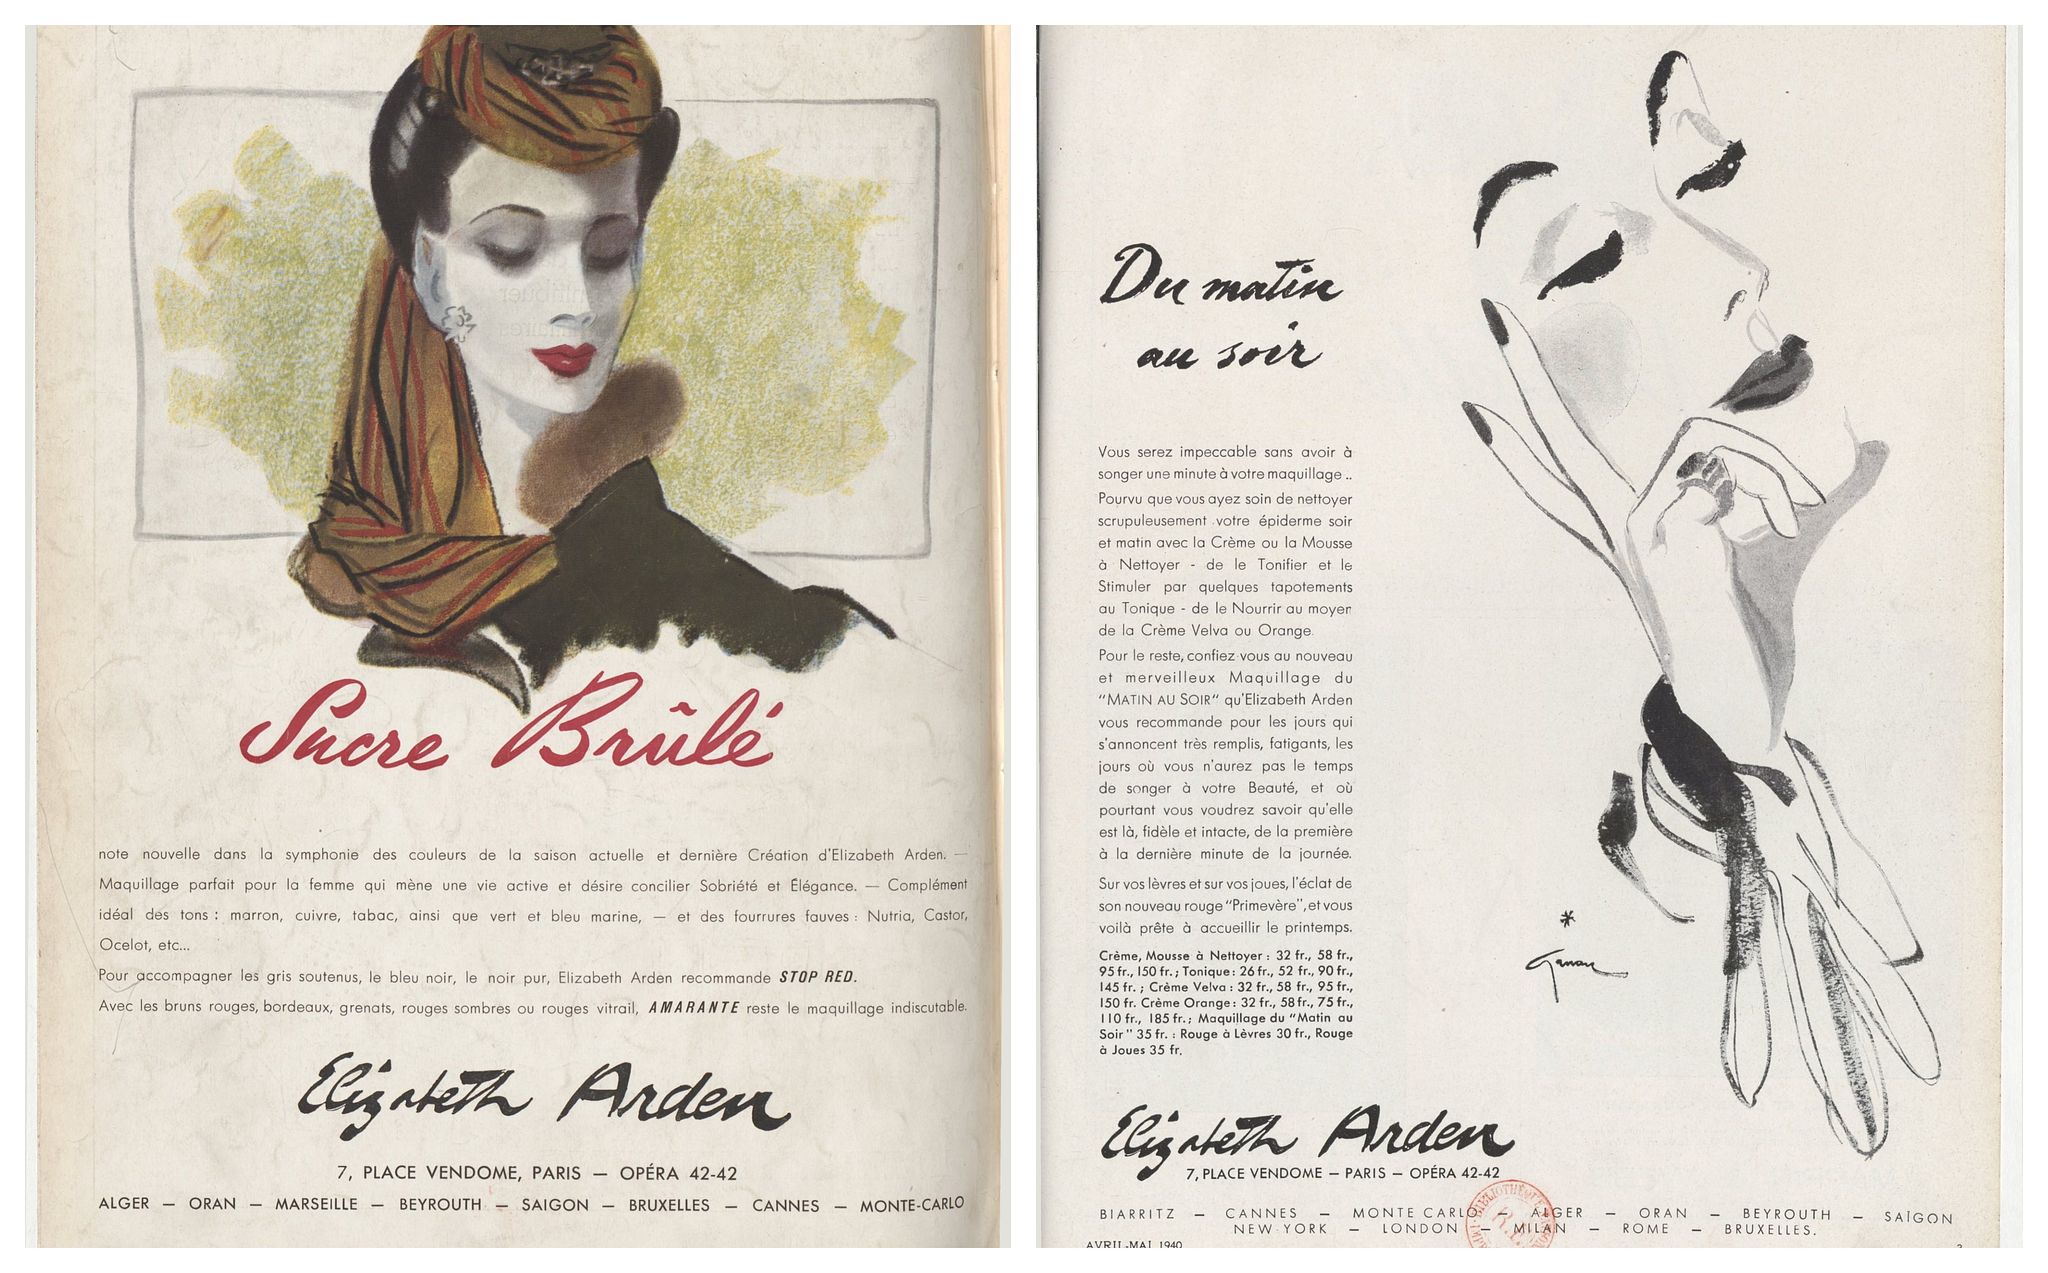 Sucre Brûlé
note nouvelle dans la symphonie des couleurs de la saison actuelle et dernière Création d'Elizabeth Arden. —
Maquillage parfait pour la femme qui mène une vie active et désire concilier Sobriété et Élégance. — Complément
idéal des tons : marron, cuivre, tabac, ainsi que vert et bleu marine, — et des fourrures fauves : Nutria, Castor,
Ocelot, etc...
Pour accompagner les gris soutenus, le bleu noir, le noir pur, Elizabeth Arden recommande STOP RED.
Avec les bruns rouges, bordeaux, grenats, rouges sombres ou rouges vitrail, AMARANTE reste le maquillage indiscutable.
Elizabeth Arden
7, PLACE VENDOME, PARIS — OPÉRA 42-42
ALGER — ORAN — MARSEILLE — BEYROUTH — SAIGON — BRUXELLES — CANNES — MONTE-CARLO
Du matin
au soir
Vous serez impeccable sans avoir à
songer une minute à votre maquillage ..
Pourvu que vous ayez soin de nettoyer
scrupuleusement votre épiderme soir
et matin avec la Crème ou la Mousse
à Nettoyer - de le Tonifier et le
Stimuler par quelques tapotements
au Tonique - de le Nourrir au moyen
de la Crème Velva ou Orange.
Pour le reste, confiez-vous au nouveau
et merveilleux Maquillage du
"MATIN AU SOIR" qu'Elizabeth Arden
vous recommande pour les jours qui
s'annoncent très remplis, fatigants, les
jours où vous n'aurez pas le temps
de songer à votre Beauté, et où
pourtant vous voudrez savoir qu'elle
est là, fidèle et intacte, de la première
à la dernière minute de la journée.
Sur vos lèvres et sur vos joues, l'éclat de
son nouveau rouge "Primevère", et vous
voilà prête à accueillir le printemps.
Crème, Mousse à Nettoyer : 32 fr., 58 fr.,
95 fr., 150 fr. ; Tonique : 26 fr., 52 fr., 90 fr.,
145 fr. ; Crème Velva : 32 fr., 58 fr., 95 fr.,
150 fr. Crème Orange : 32 fr., 58 fr., 75 fr.,
110 fr., 185 fr. ; Maquillage du "Matin au
Soir" 35 fr. : Rouge à Lèvres 30 fr., Rouge
à Joues 35 fr.
Gruau
Elizabeth Arden
7, PLACE VENDOME — PARIS — OPÉRA 42-42
BIARRITZ — CANNES — MONTE CARLO — ALGER — ORAN — BEYROUTH — SAÏGON
NEW-YORK — LONDON — MILAN — ROME — BRUXELLES.
AVRIL-MAI 1940